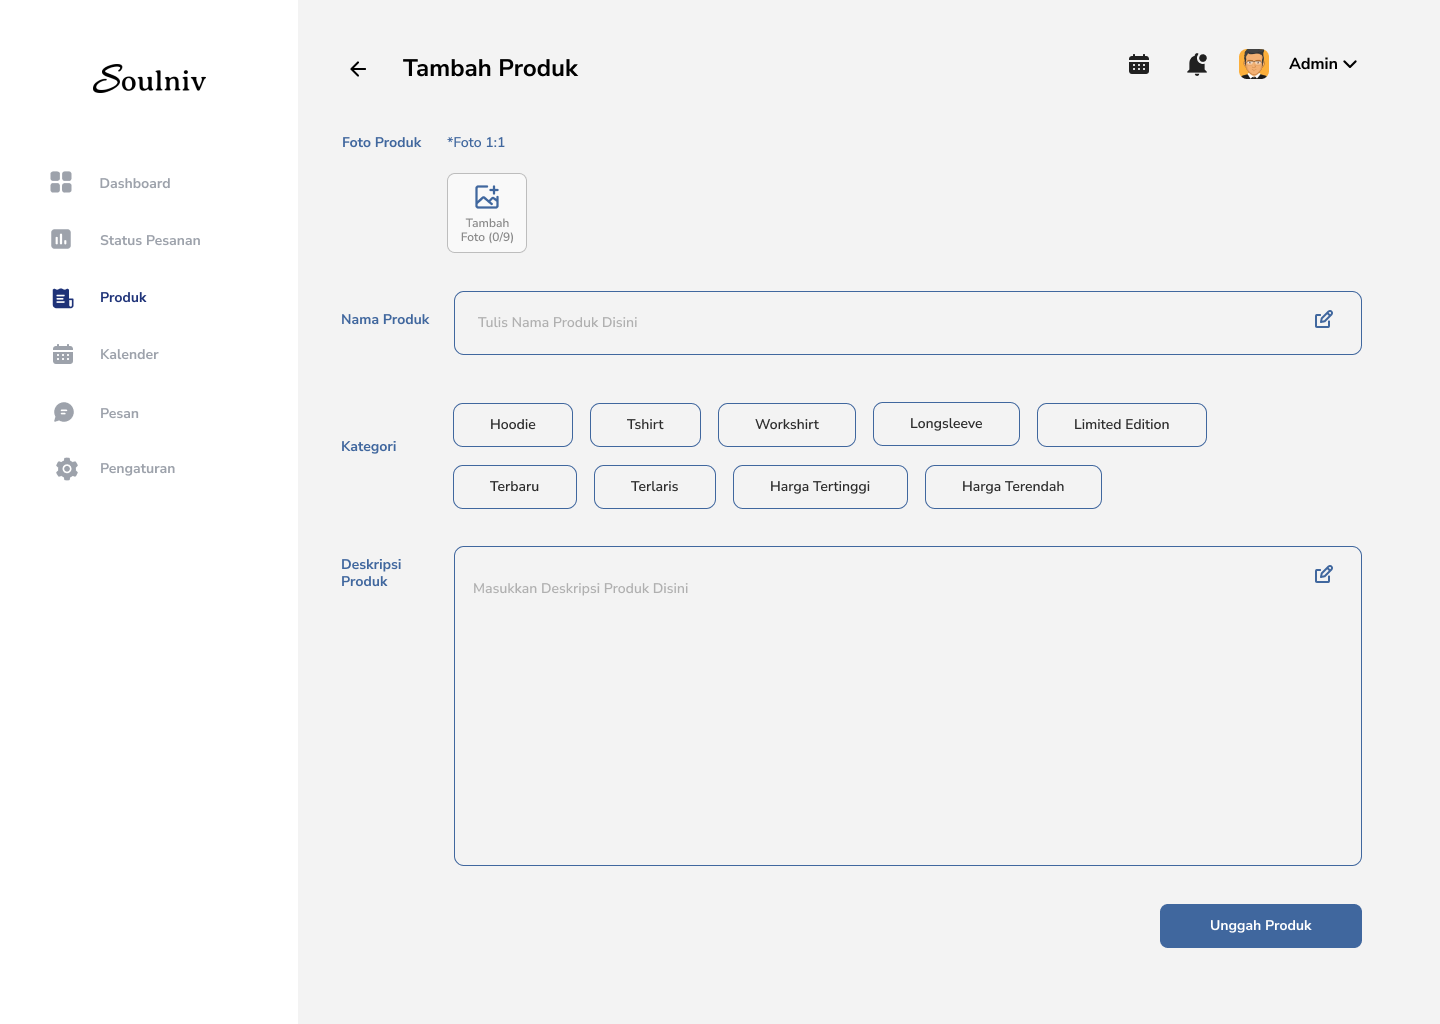 Soulniv
Dashboard
Status Pesanan
Produk
Kalender
Pesan
Pengaturan
Tambah Produk
Admin
Foto Produk
*Foto 1:1
Tambah
Foto (0/9)
Nama Produk
Tulis Nama Produk Disini
Kategori
Hoodie
Tshirt
Workshirt
Longsleeve
Limited Edition
Terbaru
Terlaris
Harga Tertinggi
Harga Terendah
Deskripsi
Produk
Masukkan Deskripsi Produk Disini
Unggah Produk